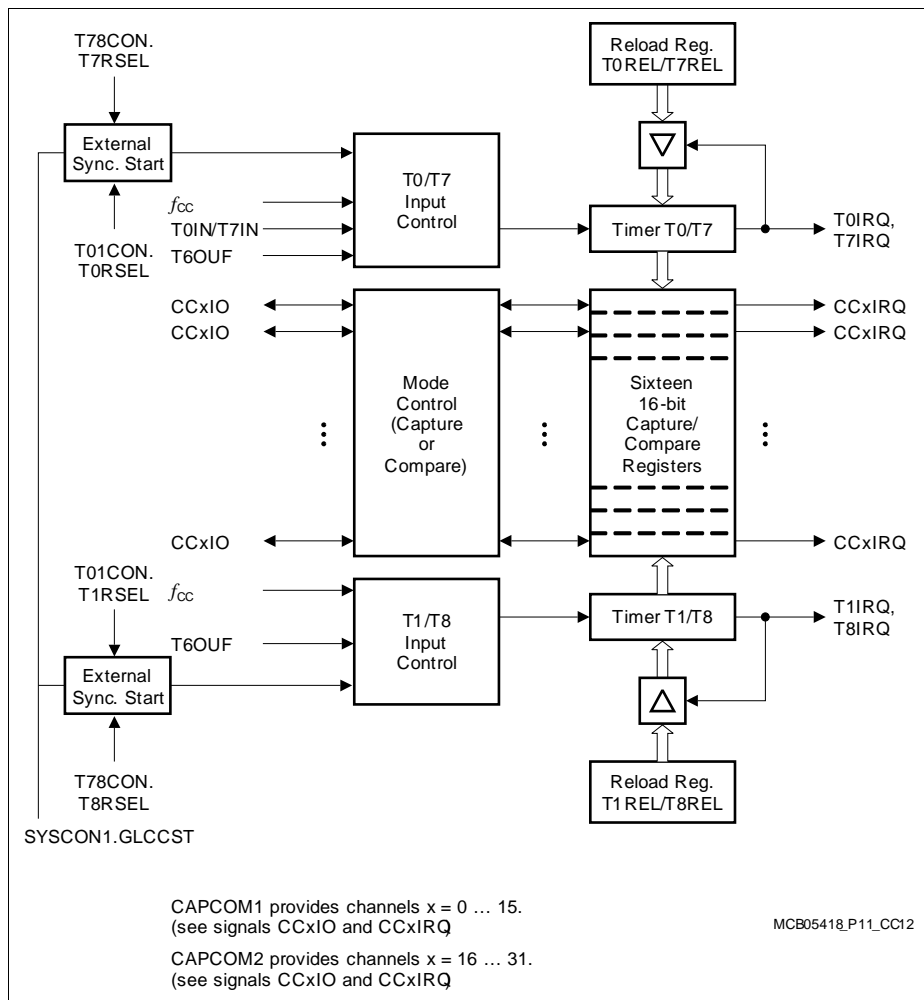 T78CON.
T7RSEL
Reload Reg.
T0REL/T7REL
External
Sync. Start
T0/T7
Input
Control
fCC
T0IN/T7IN
T6OUF
Timer T0/T7
T0IRQ,
T7IRQ
T01CON.
T0RSEL
CCxIO
CCxIO
CCxIRQ
CCxIRQ
Mode
Control
(Capture
or
Compare)
Sixteen
16-bit
Capture/
Compare
Registers
CCxIO
CCxIRQ
T01CON.
T1RSEL
fCC
T6OUF
T1/T8
Input
Control
Timer T1/T8
T1IRQ,
T8IRQ
External
Sync. Start
T78CON.
T8RSEL
Reload Reg.
T1REL/T8REL
SYSCON1.GLCCST
CAPCOM1 provides channels x = 0 … 15.
(see signals CCxIO and CCxIRQ)
MCB05418_P11_CC12
CAPCOM2 provides channels x = 16 … 31.
(see signals CCxIO and CCxIRQ)